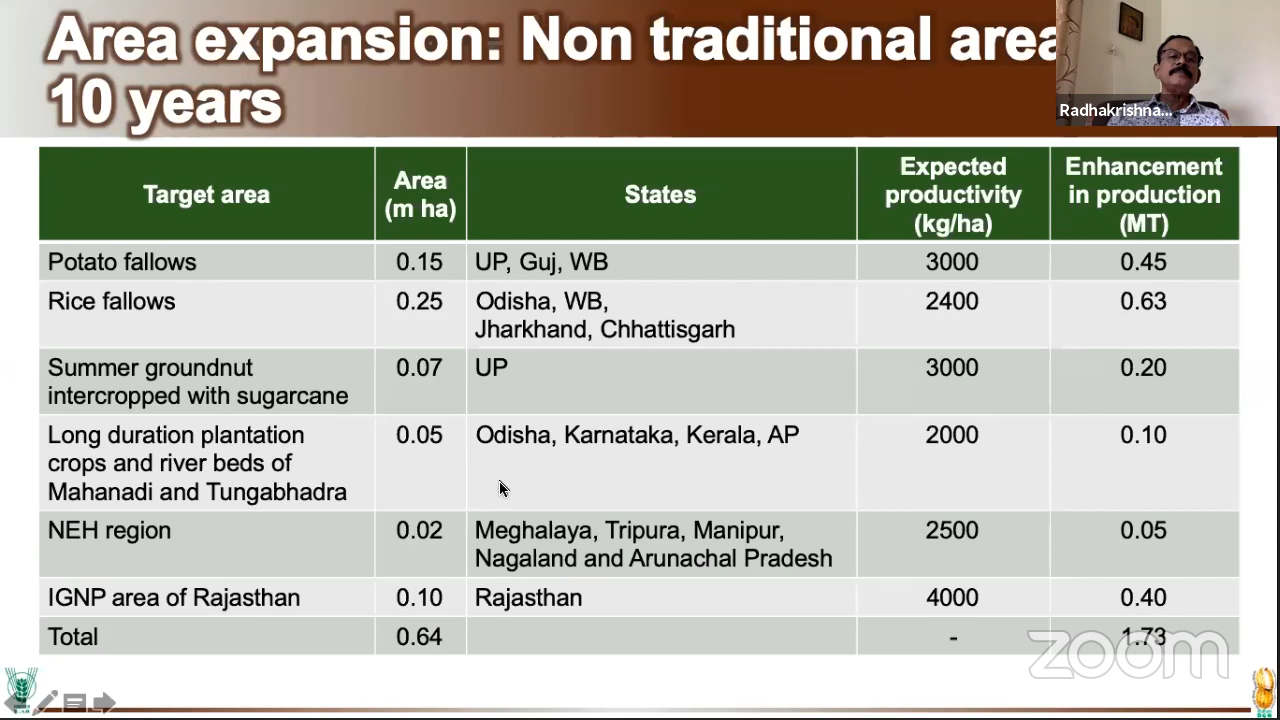 Area expansion: Non traditional area
10 years
Radhakrishna...
Target area
Area
(m ha)
States
Expected
productivity
(kg/ha)
Enhancement
in production
(MT)
Potato fallows
0.15
UP, Guj, WB
3000
0.45
Rice fallows
0.25
Odisha, WB,
Jharkhand, Chhattisgarh
2400
0.63
Summer groundnut
intercropped with sugarcane
0.07
UP
3000
0.20
Long duration plantation
crops and river beds of
Mahanadi and Tungabhadra
0.05
Odisha, Karnataka, Kerala, AP
2000
0.10
NEH region
0.02
Meghalaya, Tripura, Manipur,
Nagaland and Arunachal Pradesh
2500
0.05
IGNP area of Rajasthan
0.10
Rajasthan
4000
0.40
Total
0.64
-
1.73
zoom